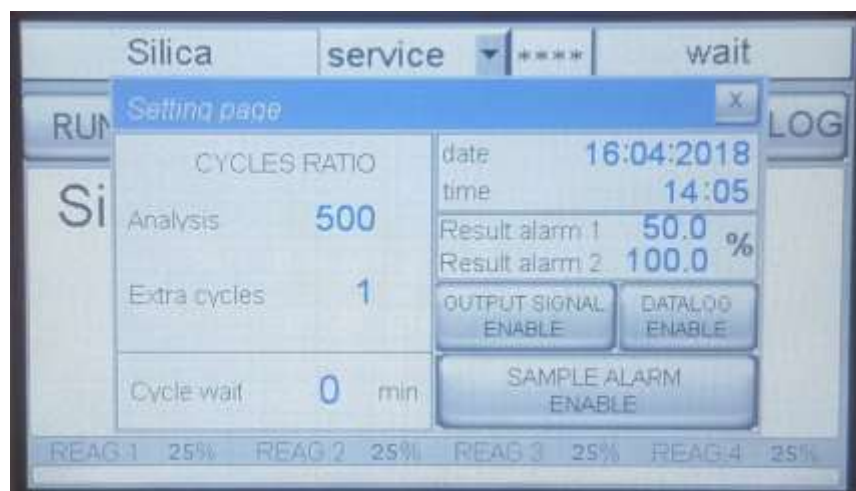 Silica service **** wait
RUN LOG
Setting page X
Si
CYCLES RATIO
Analysis 500
Extra cycles 1
Cycle wait 0 min
date 16:04:2018
time 14:05
Result alarm 1 50.0 %
Result alarm 2 100.0
OUTPUT SIGNAL
ENABLE
DATALOG
ENABLE
SAMPLE ALARM
ENABLE
REAG 1 25% REAG 2 25% REAG 3 25% REAG 4 25%